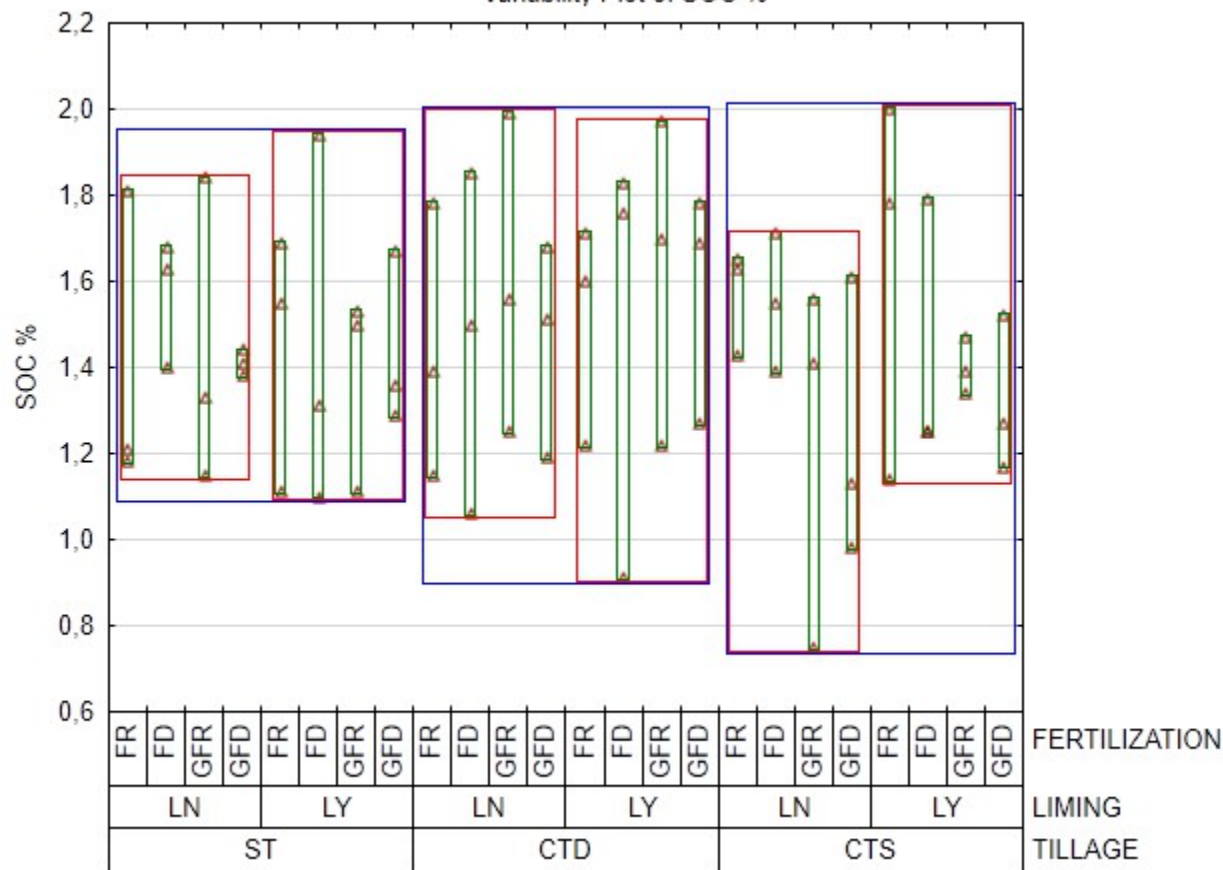 2,2
2,0
1,8
1,6
1,4
1,2
1,0
0,8
0,6
SOC %
FR FD GFR GFD FR FD GFR GFD FR FD GFR GFD FR FD GFR GFD FR FD GFR GFD FR FD GFR GFD FERTILIZATION
LN LY LN LY LN LY LIMING
ST CTD CTS TILLAGE